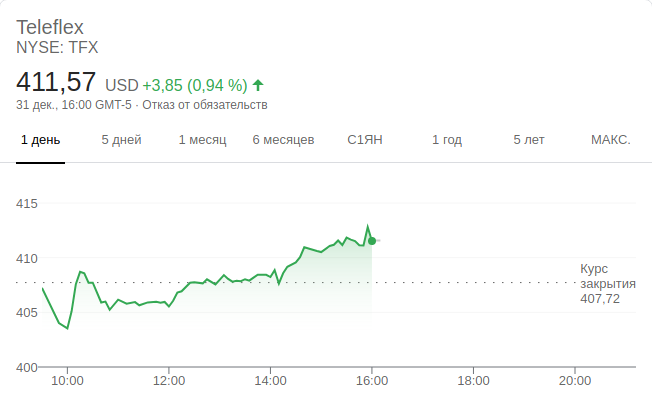 Teleflex
NYSE: TFX
411,57 USD +3,85 (0,94 %)
31 дек., 16:00 GMT-5 · Отказ от обязательств
1 день 5 дней 1 месяц 6 месяцев С1ЯН 1 год 5 лет МАКС.
415
410
Курс
закрытия
407,72
405
400
10:00 12:00 14:00 16:00 18:00 20:00